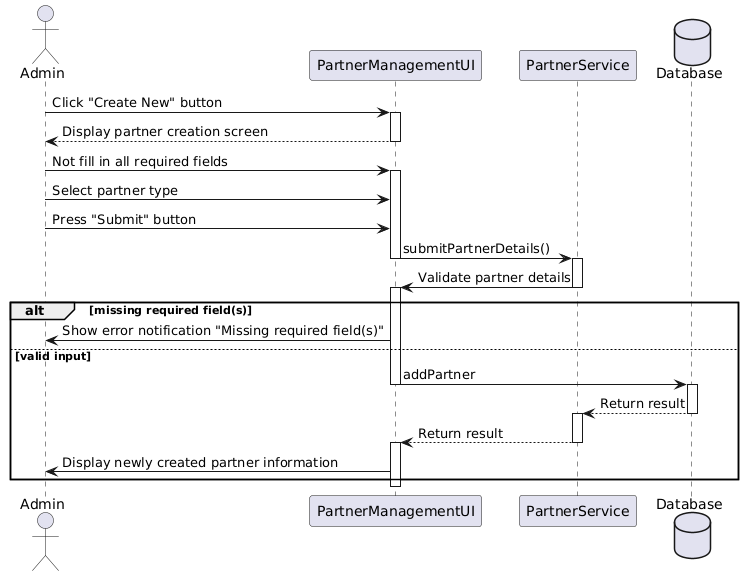 Admin
PartnerManagementUI
PartnerService
Database
Click "Create New" button
Display partner creation screen
Not fill in all required fields
Select partner type
Press "Submit" button
submitPartnerDetails()
Validate partner details
alt
[missing required field(s)]
Show error notification "Missing required field(s)"
[valid input]
addPartner
Return result
Return result
Display newly created partner information
Admin
PartnerManagementUI
PartnerService
Database